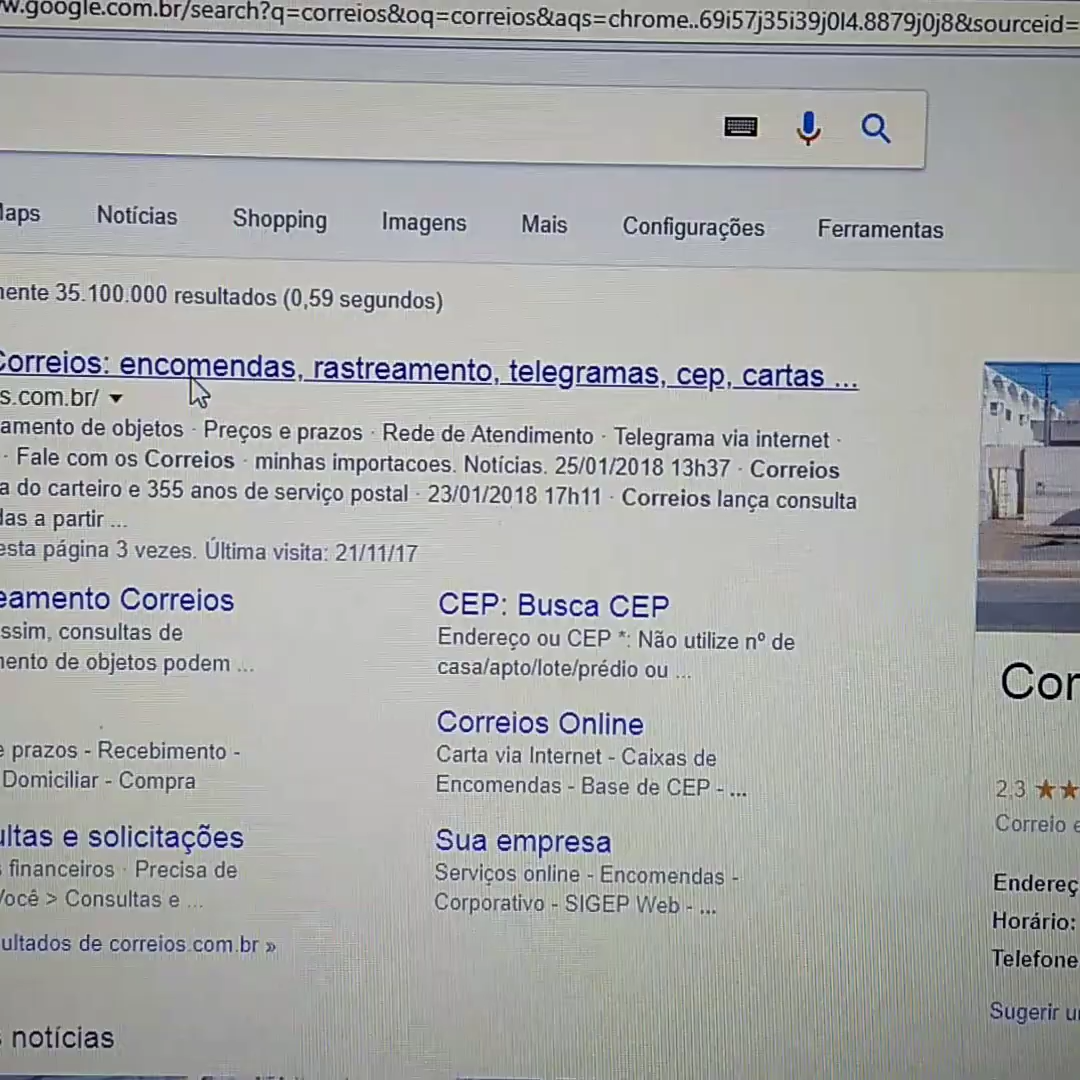 w.google.com.br/search?q=correios&oq=correios&aqs=chrome..69i57j35i39j0l4.8879j0j8&sourceid=
Maps Notícias Shopping Imagens Mais Configurações Ferramentas
mente 35.100.000 resultados (0,59 segundos)
Correios: encomendas, rastreamento, telegramas, cep, cartas ...
s.com.br/
amento de objetos · Preços e prazos · Rede de Atendimento · Telegrama via internet ·
· Fale com os Correios · minhas importacoes. Notícias. 25/01/2018 13h37 · Correios
a do carteiro e 355 anos de serviço postal · 23/01/2018 17h11 · Correios lança consulta
das a partir ...
esta página 3 vezes. Última visita: 21/11/17
eamento Correios
ssim, consultas de
mento de objetos podem ...
CEP: Busca CEP
Endereço ou CEP *: Não utilize nº de
casa/apto/lote/prédio ou ...
e prazos - Recebimento -
Domiciliar - Compra
Correios Online
Carta via Internet - Caixas de
Encomendas - Base de CEP - ...
ultas e solicitações
s financeiros · Precisa de
Você > Consultas e ...
Sua empresa
Serviços online - Encomendas -
Corporativo - SIGEP Web - ...
ultados de correios.com.br »
s notícias
Cor
2,3
Correio e
Endereç
Horário:
Telefone
Sugerir u